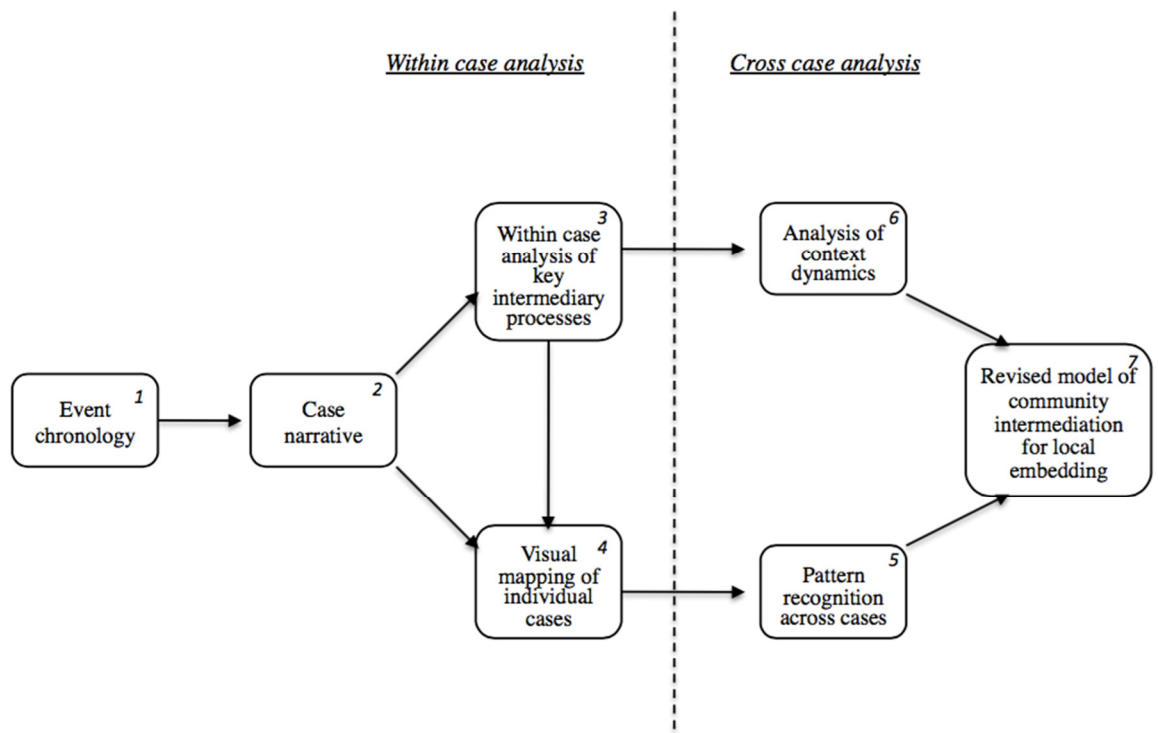 Within case analysis
Cross case analysis
1
Event
chronology
2
Case
narrative
3
Within case
analysis of
key
intermediary
processes
4
Visual
mapping of
individual
cases
6
Analysis of
context
dynamics
5
Pattern
recognition
across cases
7
Revised model of
community
intermediation
for local
embedding